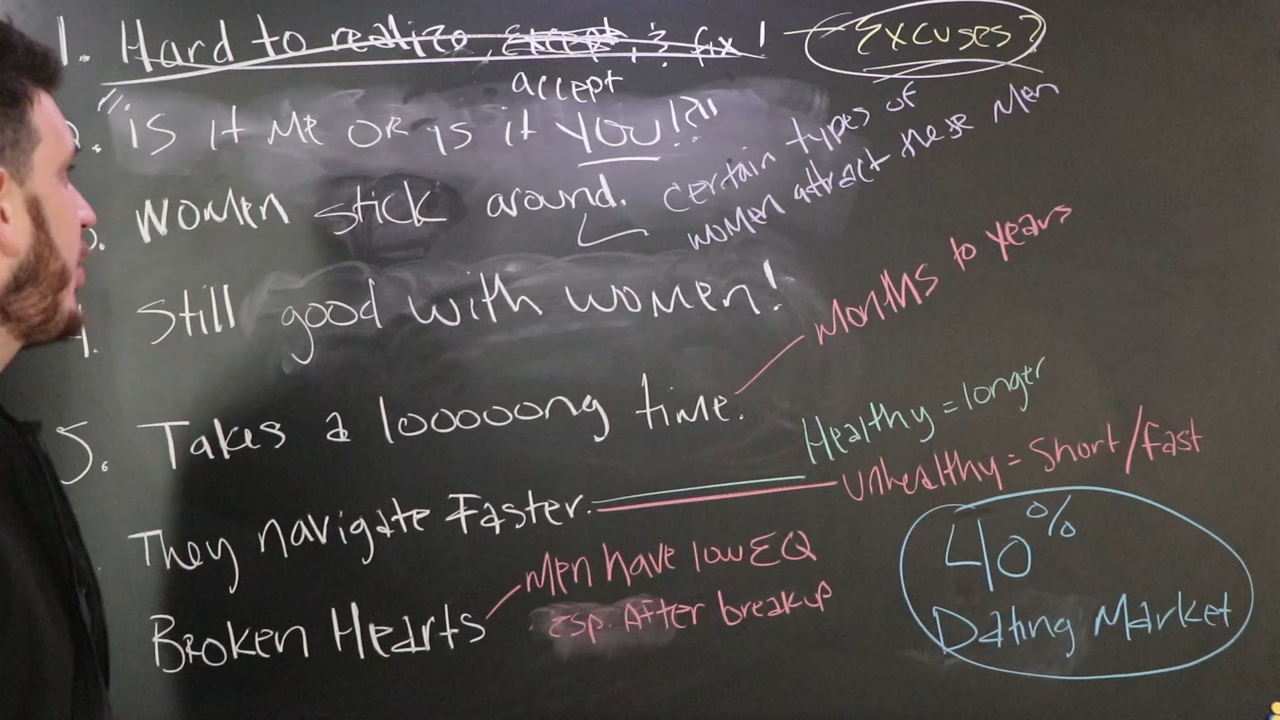 1. Hard to realize, except, & fix! Excuses?
accept
2. "Is it Me OR is it YOU!?"
certain types of
women attract these Men
3. Women stick around.
4. Still good with women!
Months to years
5. Takes a looooong time.
Healthy = longer
They navigate Faster.
Unhealthy = Short/fast
Men have low EQ
Broken Hearts
Esp. After breakup
40%
Dating Market